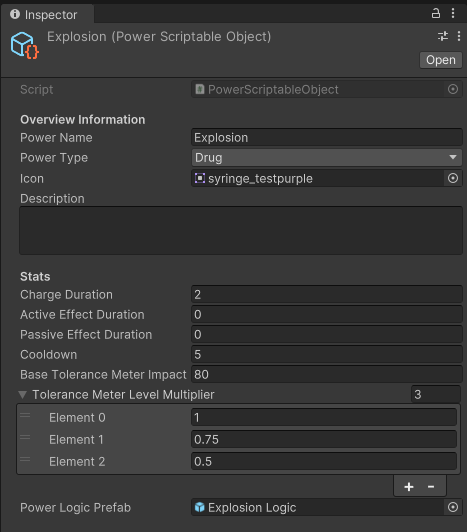 Inspector
Explosion (Power Scriptable Object)
Open
Script PowerScriptableObject
Overview Information
Power Name Explosion
Power Type Drug
Icon syringe_testpurple
Description
Stats
Charge Duration 2
Active Effect Duration 0
Passive Effect Duration 0
Cooldown 5
Base Tolerance Meter Impact 80
Tolerance Meter Level Multiplier 3
Element 0 1
Element 1 0.75
Element 2 0.5
+ -
Power Logic Prefab Explosion Logic